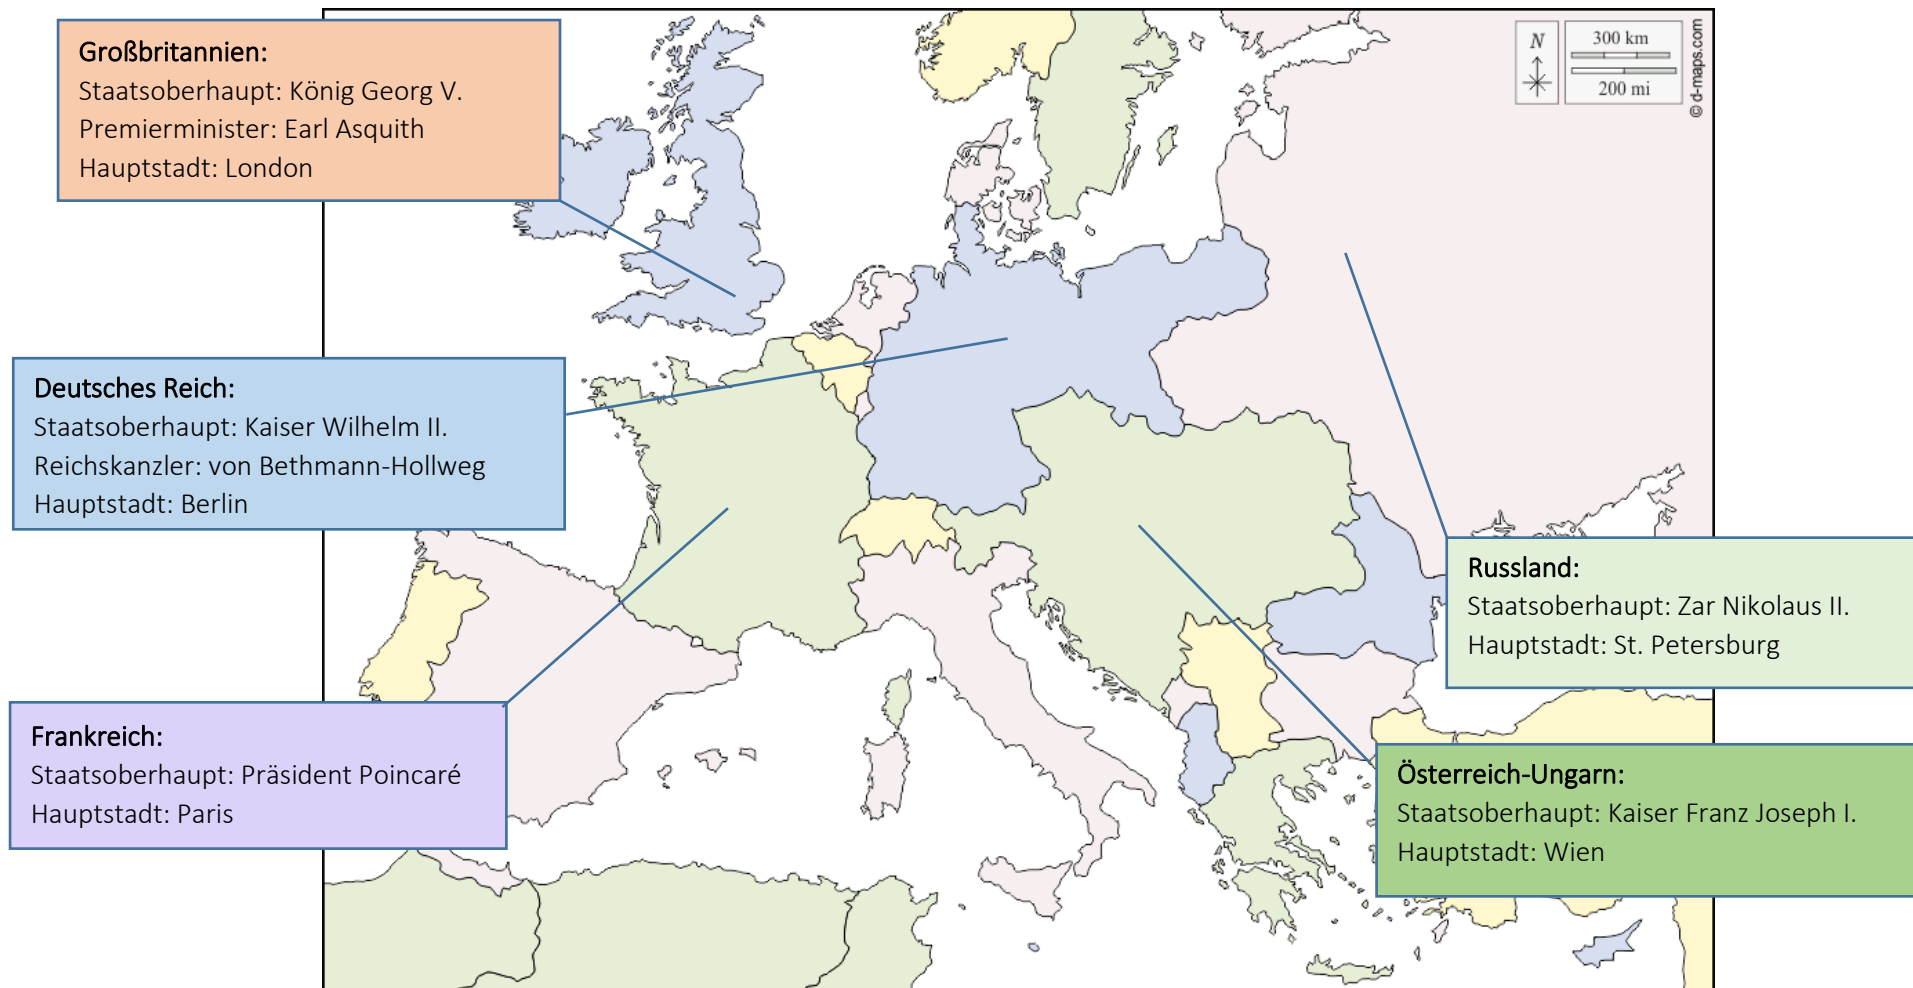 Großbritannien:
Staatsoberhaupt: König Georg V.
Premierminister: Earl Asquith
Hauptstadt: London
N
300 km
200 mi
© d-maps.com
Deutsches Reich:
Staatsoberhaupt: Kaiser Wilhelm II.
Reichskanzler: von Bethmann-Hollweg
Hauptstadt: Berlin
Russland:
Staatsoberhaupt: Zar Nikolaus II.
Hauptstadt: St. Petersburg
Frankreich:
Staatsoberhaupt: Präsident Poincaré
Hauptstadt: Paris
Österreich-Ungarn:
Staatsoberhaupt: Kaiser Franz Joseph I.
Hauptstadt: Wien